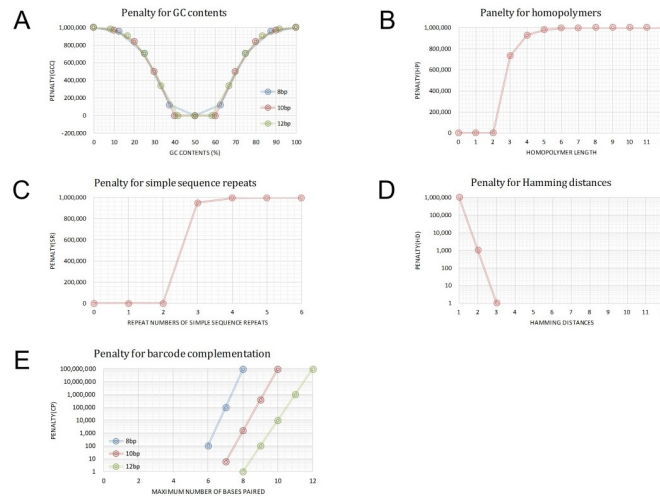 A
Penalty for GC contents
1,000,000
800,000
600,000
400,000
200,000
0
-200,000
PENALTY(GCC)
0 10 20 30 40 50 60 70 80 90 100
GC CONTENTS (%)
8bp
10bp
12bp
B
Panelty for homopolymers
1,000,000
800,000
600,000
400,000
200,000
0
PENALTY(HP)
0 1 2 3 4 5 6 7 8 9 10 11
HOMOPOLYMER LENGTH
C
Penalty for simple sequence repeats
1,000,000
800,000
600,000
400,000
200,000
0
PENALTY(SR)
0 1 2 3 4 5 6
REPEAT NUMBERS OF SIMPLE SEQUENCE REPEATS
D
Penalty for Hamming distances
1,000,000
100,000
10,000
1,000
100
10
1
PENALTY(HD)
1 2 3 4 5 6 7 8 9 10 11
HAMMING DISTANCES
E
Penalty for barcode complementation
100,000,000
10,000,000
1,000,000
100,000
10,000
1,000
100
10
1
PENALTY(CP)
0 2 4 6 8 10 12
MAXIMUM NUMBER OF BASES PAIRED
8bp
10bp
12bp